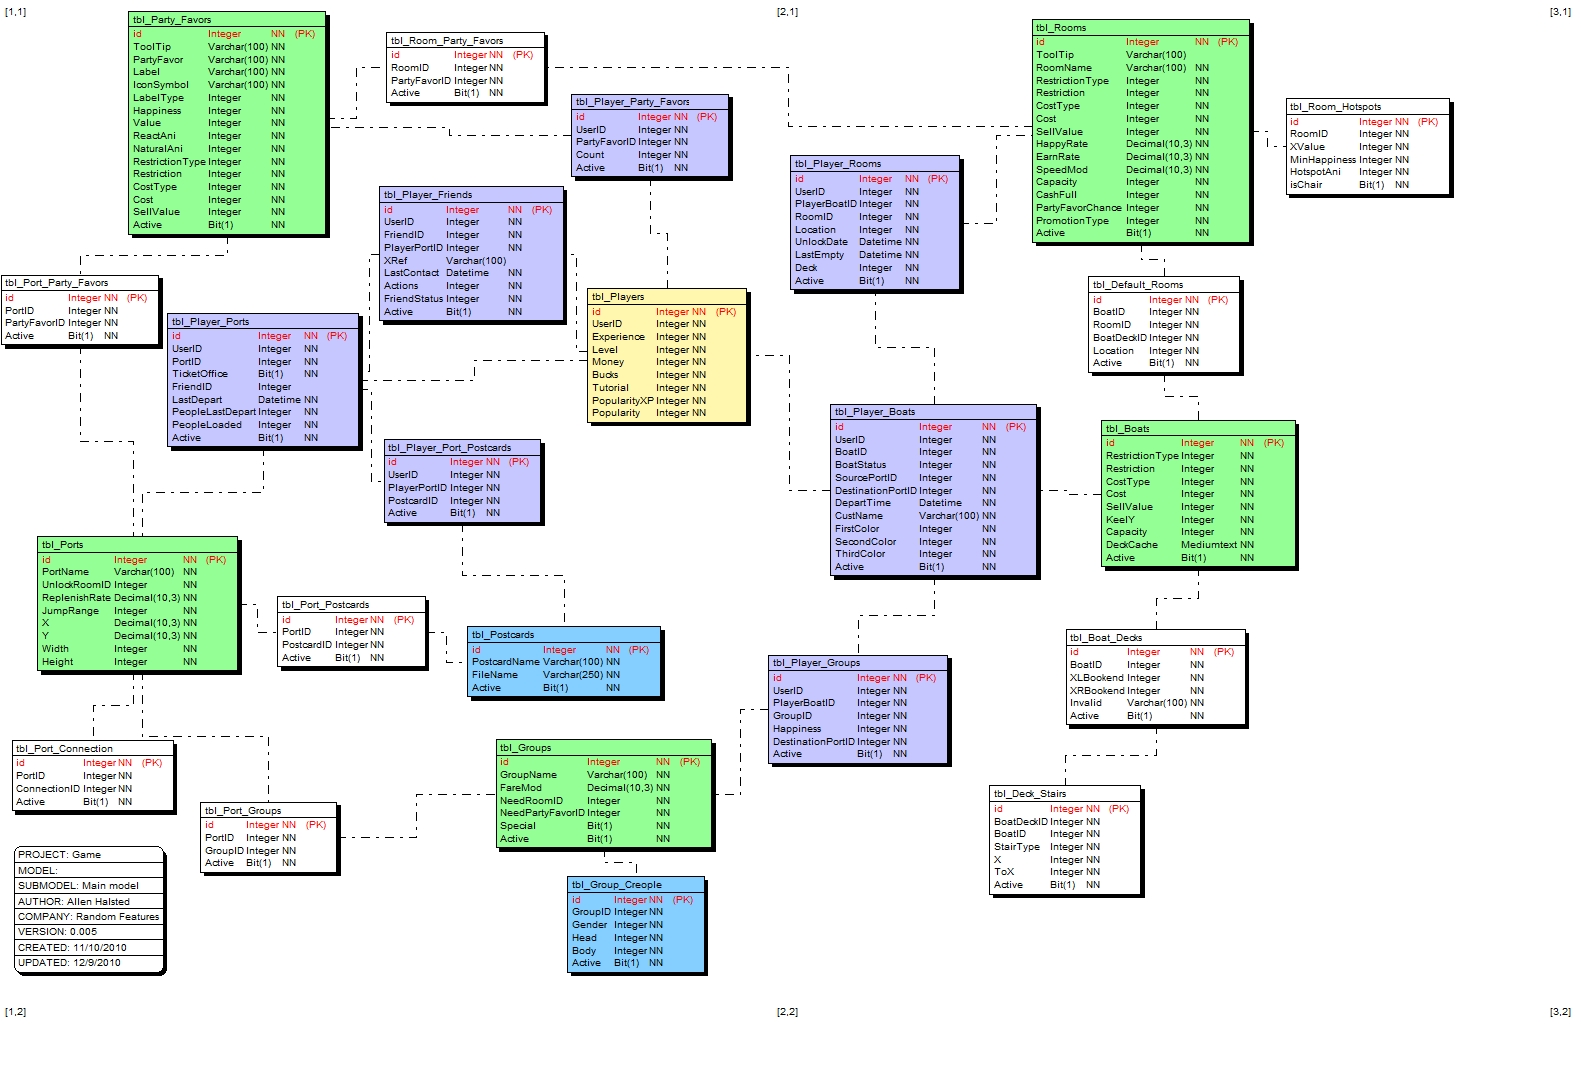 [1,1]
[2,1]
[3,1]
tbl_Party_Favors
id Integer NN (PK)
ToolTip Varchar(100) NN
PartyFavor Varchar(100) NN
Label Varchar(100) NN
IconSymbol Varchar(100) NN
LabelType Integer NN
Happiness Integer NN
Value Integer NN
ReactAni Integer NN
NaturalAni Integer NN
RestrictionType Integer NN
Restriction Integer NN
CostType Integer NN
Cost Integer NN
SellValue Integer NN
Active Bit(1) NN
tbl_Room_Party_Favors
id Integer NN (PK)
RoomID Integer NN
PartyFavorID Integer NN
Active Bit(1) NN
tbl_Player_Party_Favors
id Integer NN (PK)
UserID Integer NN
PartyFavorID Integer NN
Count Integer NN
Active Bit(1) NN
tbl_Rooms
id Integer NN (PK)
ToolTip Varchar(100)
RoomName Varchar(100) NN
RestrictionType Integer NN
Restriction Integer NN
CostType Integer NN
Cost Integer NN
SellValue Integer NN
HappyRate Decimal(10,3) NN
EarnRate Decimal(10,3) NN
SpeedMod Decimal(10,3) NN
Capacity Integer NN
CashFull Integer NN
PartyFavorChance Integer NN
PromotionType Integer NN
Active Bit(1) NN
tbl_Room_Hotspots
id Integer NN (PK)
RoomID Integer NN
XValue Integer NN
MinHappiness Integer NN
HotspotAni Integer NN
isChair Bit(1) NN
tbl_Player_Rooms
id Integer NN (PK)
UserID Integer NN
PlayerBoatID Integer NN
RoomID Integer NN
Location Integer NN
UnlockDate Datetime NN
LastEmpty Datetime NN
Deck Integer NN
Active Bit(1) NN
tbl_Player_Friends
id Integer NN (PK)
UserID Integer NN
FriendID Integer NN
PlayerPortID Integer NN
XRef Varchar(100)
LastContact Datetime NN
Actions Integer NN
FriendStatus Integer NN
Active Bit(1) NN
tbl_Port_Party_Favors
id Integer NN (PK)
PortID Integer NN
PartyFavorID Integer NN
Active Bit(1) NN
tbl_Player_Ports
id Integer NN (PK)
UserID Integer NN
PortID Integer NN
TicketOffice Bit(1) NN
FriendID Integer
LastDepart Datetime NN
PeopleLastDepart Integer NN
PeopleLoaded Integer NN
Active Bit(1) NN
tbl_Players
id Integer NN (PK)
UserID Integer NN
Experience Integer NN
Level Integer NN
Money Integer NN
Bucks Integer NN
Tutorial Integer NN
PopularityXP Integer NN
Popularity Integer NN
tbl_Default_Rooms
id Integer NN (PK)
BoatID Integer NN
RoomID Integer NN
BoatDeckID Integer NN
Location Integer NN
Active Bit(1) NN
tbl_Player_Port_Postcards
id Integer NN (PK)
UserID Integer NN
PlayerPortID Integer NN
PostcardID Integer NN
Active Bit(1) NN
tbl_Player_Boats
id Integer NN (PK)
UserID Integer NN
BoatID Integer NN
BoatStatus Integer NN
SourcePortID Integer NN
DestinationPortID Integer NN
DepartTime Datetime NN
CustName Varchar(100) NN
FirstColor Integer NN
SecondColor Integer NN
ThirdColor Integer NN
Active Bit(1) NN
tbl_Boats
id Integer NN (PK)
RestrictionType Integer NN
Restriction Integer NN
CostType Integer NN
Cost Integer NN
SellValue Integer NN
KeelY Integer NN
Capacity Integer NN
DeckCache Mediumtext NN
Active Bit(1) NN
tbl_Ports
id Integer NN (PK)
PortName Varchar(100) NN
UnlockRoomID Integer NN
ReplenishRate Decimal(10,3) NN
JumpRange Integer NN
X Decimal(10,3) NN
Y Decimal(10,3) NN
Width Integer NN
Height Integer NN
tbl_Port_Postcards
id Integer NN (PK)
PortID Integer NN
PostcardID Integer NN
Active Bit(1) NN
tbl_Postcards
id Integer NN (PK)
PostcardName Varchar(100) NN
FileName Varchar(250) NN
Active Bit(1) NN
tbl_Player_Groups
id Integer NN (PK)
UserID Integer NN
PlayerBoatID Integer NN
GroupID Integer NN
Happiness Integer NN
DestinationPortID Integer NN
Active Bit(1) NN
tbl_Boat_Decks
id Integer NN (PK)
BoatID Integer NN
XLBookend Integer NN
XRBookend Integer NN
Invalid Varchar(100) NN
Active Bit(1) NN
tbl_Port_Connection
id Integer NN (PK)
PortID Integer NN
ConnectionID Integer NN
Active Bit(1) NN
tbl_Port_Groups
id Integer NN (PK)
PortID Integer NN
GroupID Integer NN
Active Bit(1) NN
tbl_Groups
id Integer NN (PK)
GroupName Varchar(100) NN
FareMod Decimal(10,3) NN
NeedRoomID Integer NN
NeedPartyFavorID Integer NN
Special Bit(1) NN
Active Bit(1) NN
tbl_Deck_Stairs
id Integer NN (PK)
BoatDeckID Integer NN
BoatID Integer NN
StairType Integer NN
X Integer NN
ToX Integer NN
Active Bit(1) NN
tbl_Group_Creople
id Integer NN (PK)
GroupID Integer NN
Gender Integer NN
Head Integer NN
Body Integer NN
Active Bit(1) NN
PROJECT: Game
MODEL:
SUBMODEL: Main model
AUTHOR: Allen Halsted
COMPANY: Random Features
VERSION: 0.005
CREATED: 11/10/2010
UPDATED: 12/9/2010
[1,2]
[2,2]
[3,2]